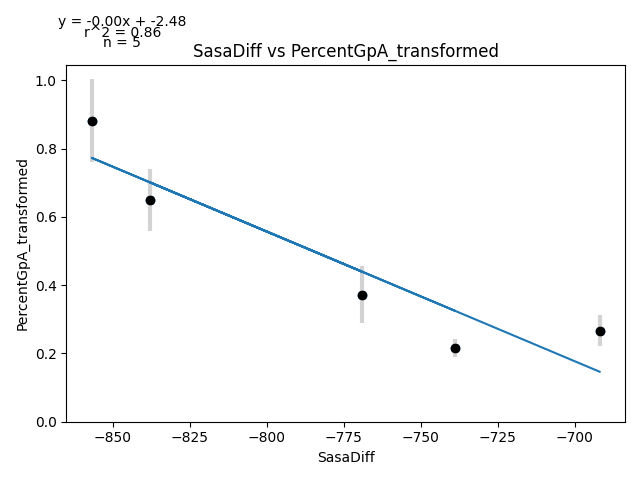 y = -0.00x + -2.48
r^2 = 0.86
n = 5
SasaDiff vs PercentGpA_transformed
PercentGpA_transformed
1.0
0.8
0.6
0.4
0.2
0.0
−850
−825
−800
−775
−750
−725
−700
SasaDiff